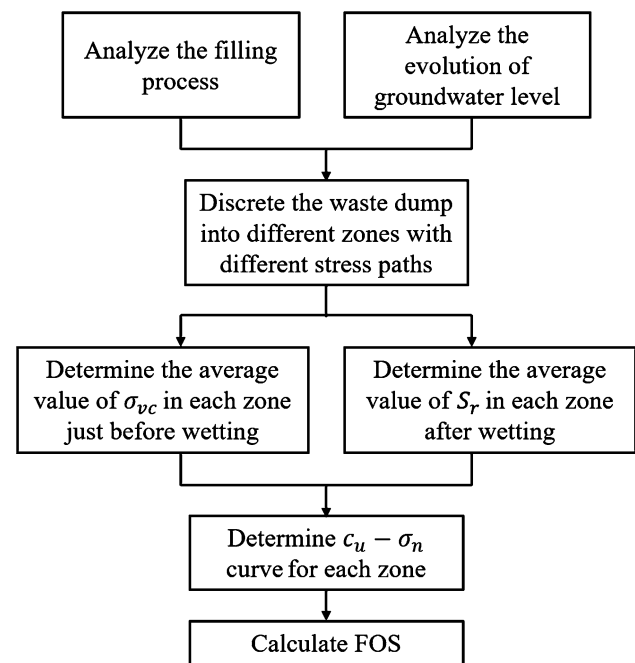 Analyze the filling
process
Analyze the
evolution of
groundwater level
Discrete the waste dump
into different zones with
different stress paths
Determine the average
value of σ_vc in each zone
just before wetting
Determine the average
value of S_r in each zone
after wetting
Determine c_u − σ_n
curve for each zone
Calculate FOS